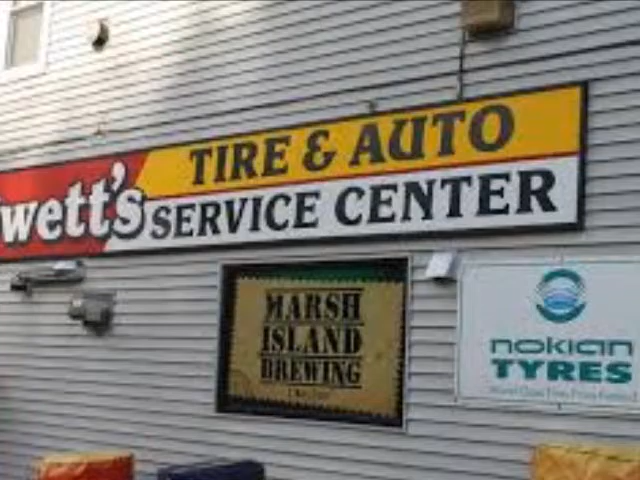 TIRE & AUTO
wett's SERVICE CENTER
MARSH
ISLAND
BREWING
nokian
TYRES